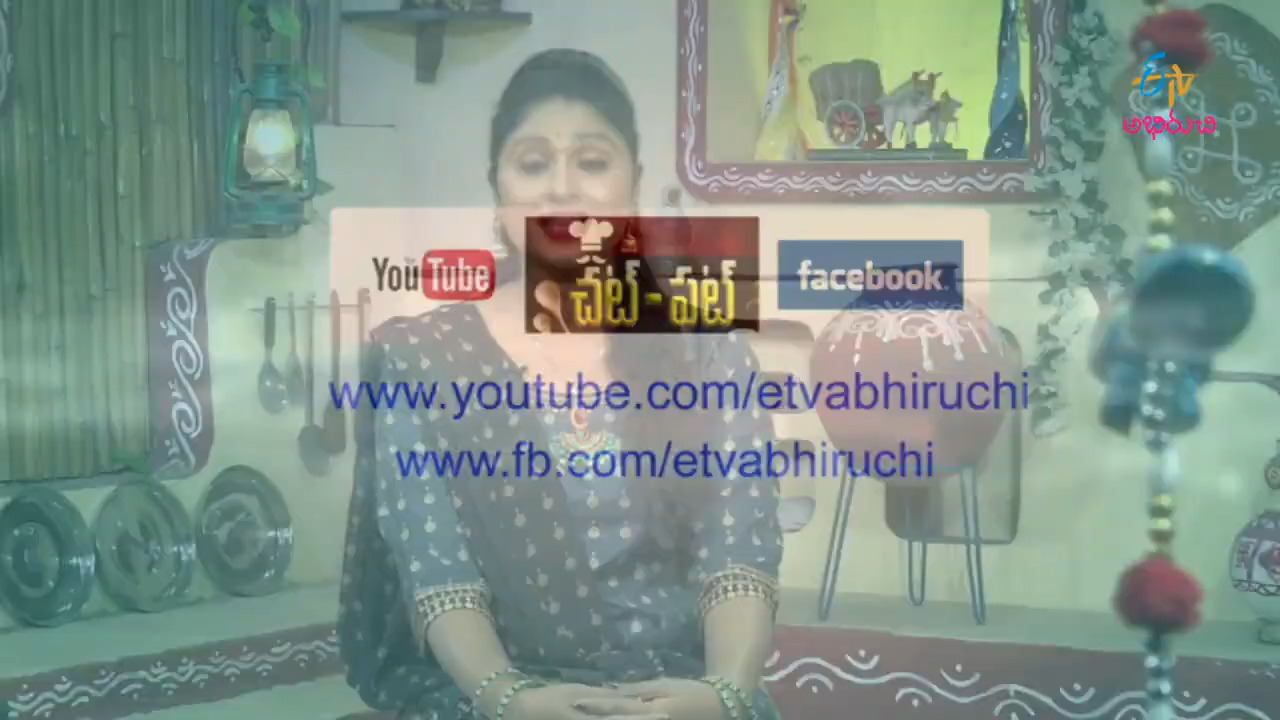 ETV
అభిరుచి
YouTube
చట్-పట్
facebook
www.youtube.com/etvabhiruchi
www.fb.com/etvabhiruchi